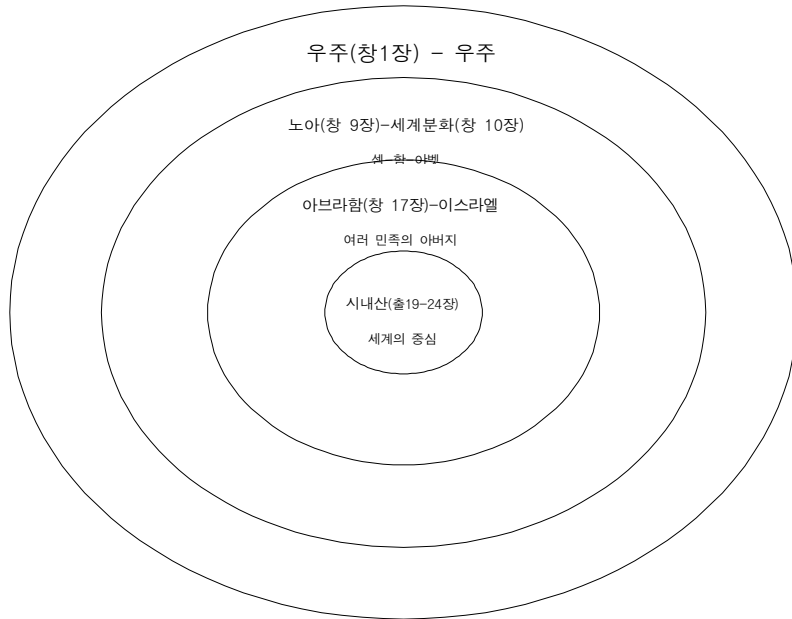 우주(창1장) - 우주
노아(창 9장)-세계분화(창 10장)
셈-함-야벳
아브라함(창 17장)-이스라엘
여러 민족의 아버지
시내산(출19-24장)
세계의 중심